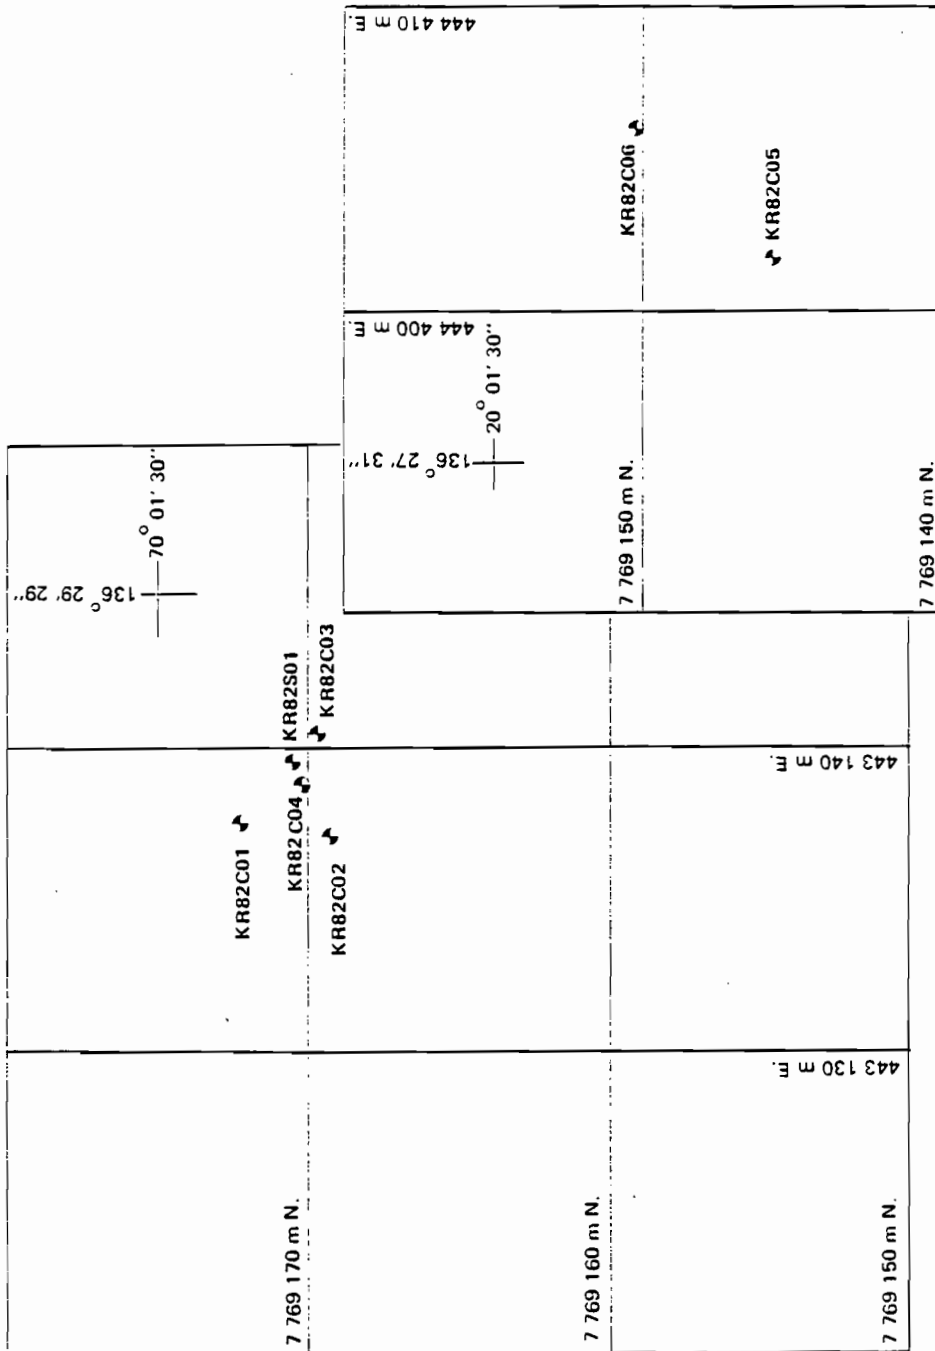 136° 29' 29"
70° 01' 30"
KR82C01
KR82C04
KR82S01
7 769 170 m N.
KR82C03
KR82C02
136° 27' 31"
444 400 m E.
444 410 m E.
20° 01' 30"
7 769 160 m N.
7 769 150 m N.
KR82C06
KR82C05
443 130 m E.
443 140 m E.
7 769 150 m N.
7 769 140 m N.